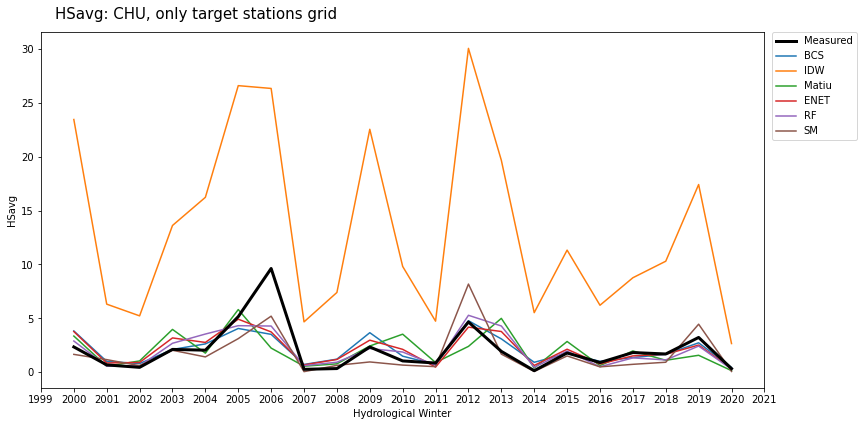 HSavg: CHU, only target stations grid
Measured
BCS
IDW
Matiu
ENET
RF
SM
30
25
20
15
10
5
0
HSavg
1999 2000 2001 2002 2003 2004 2005 2006 2007 2008 2009 2010 2011 2012 2013 2014 2015 2016 2017 2018 2019 2020 2021
Hydrological Winter